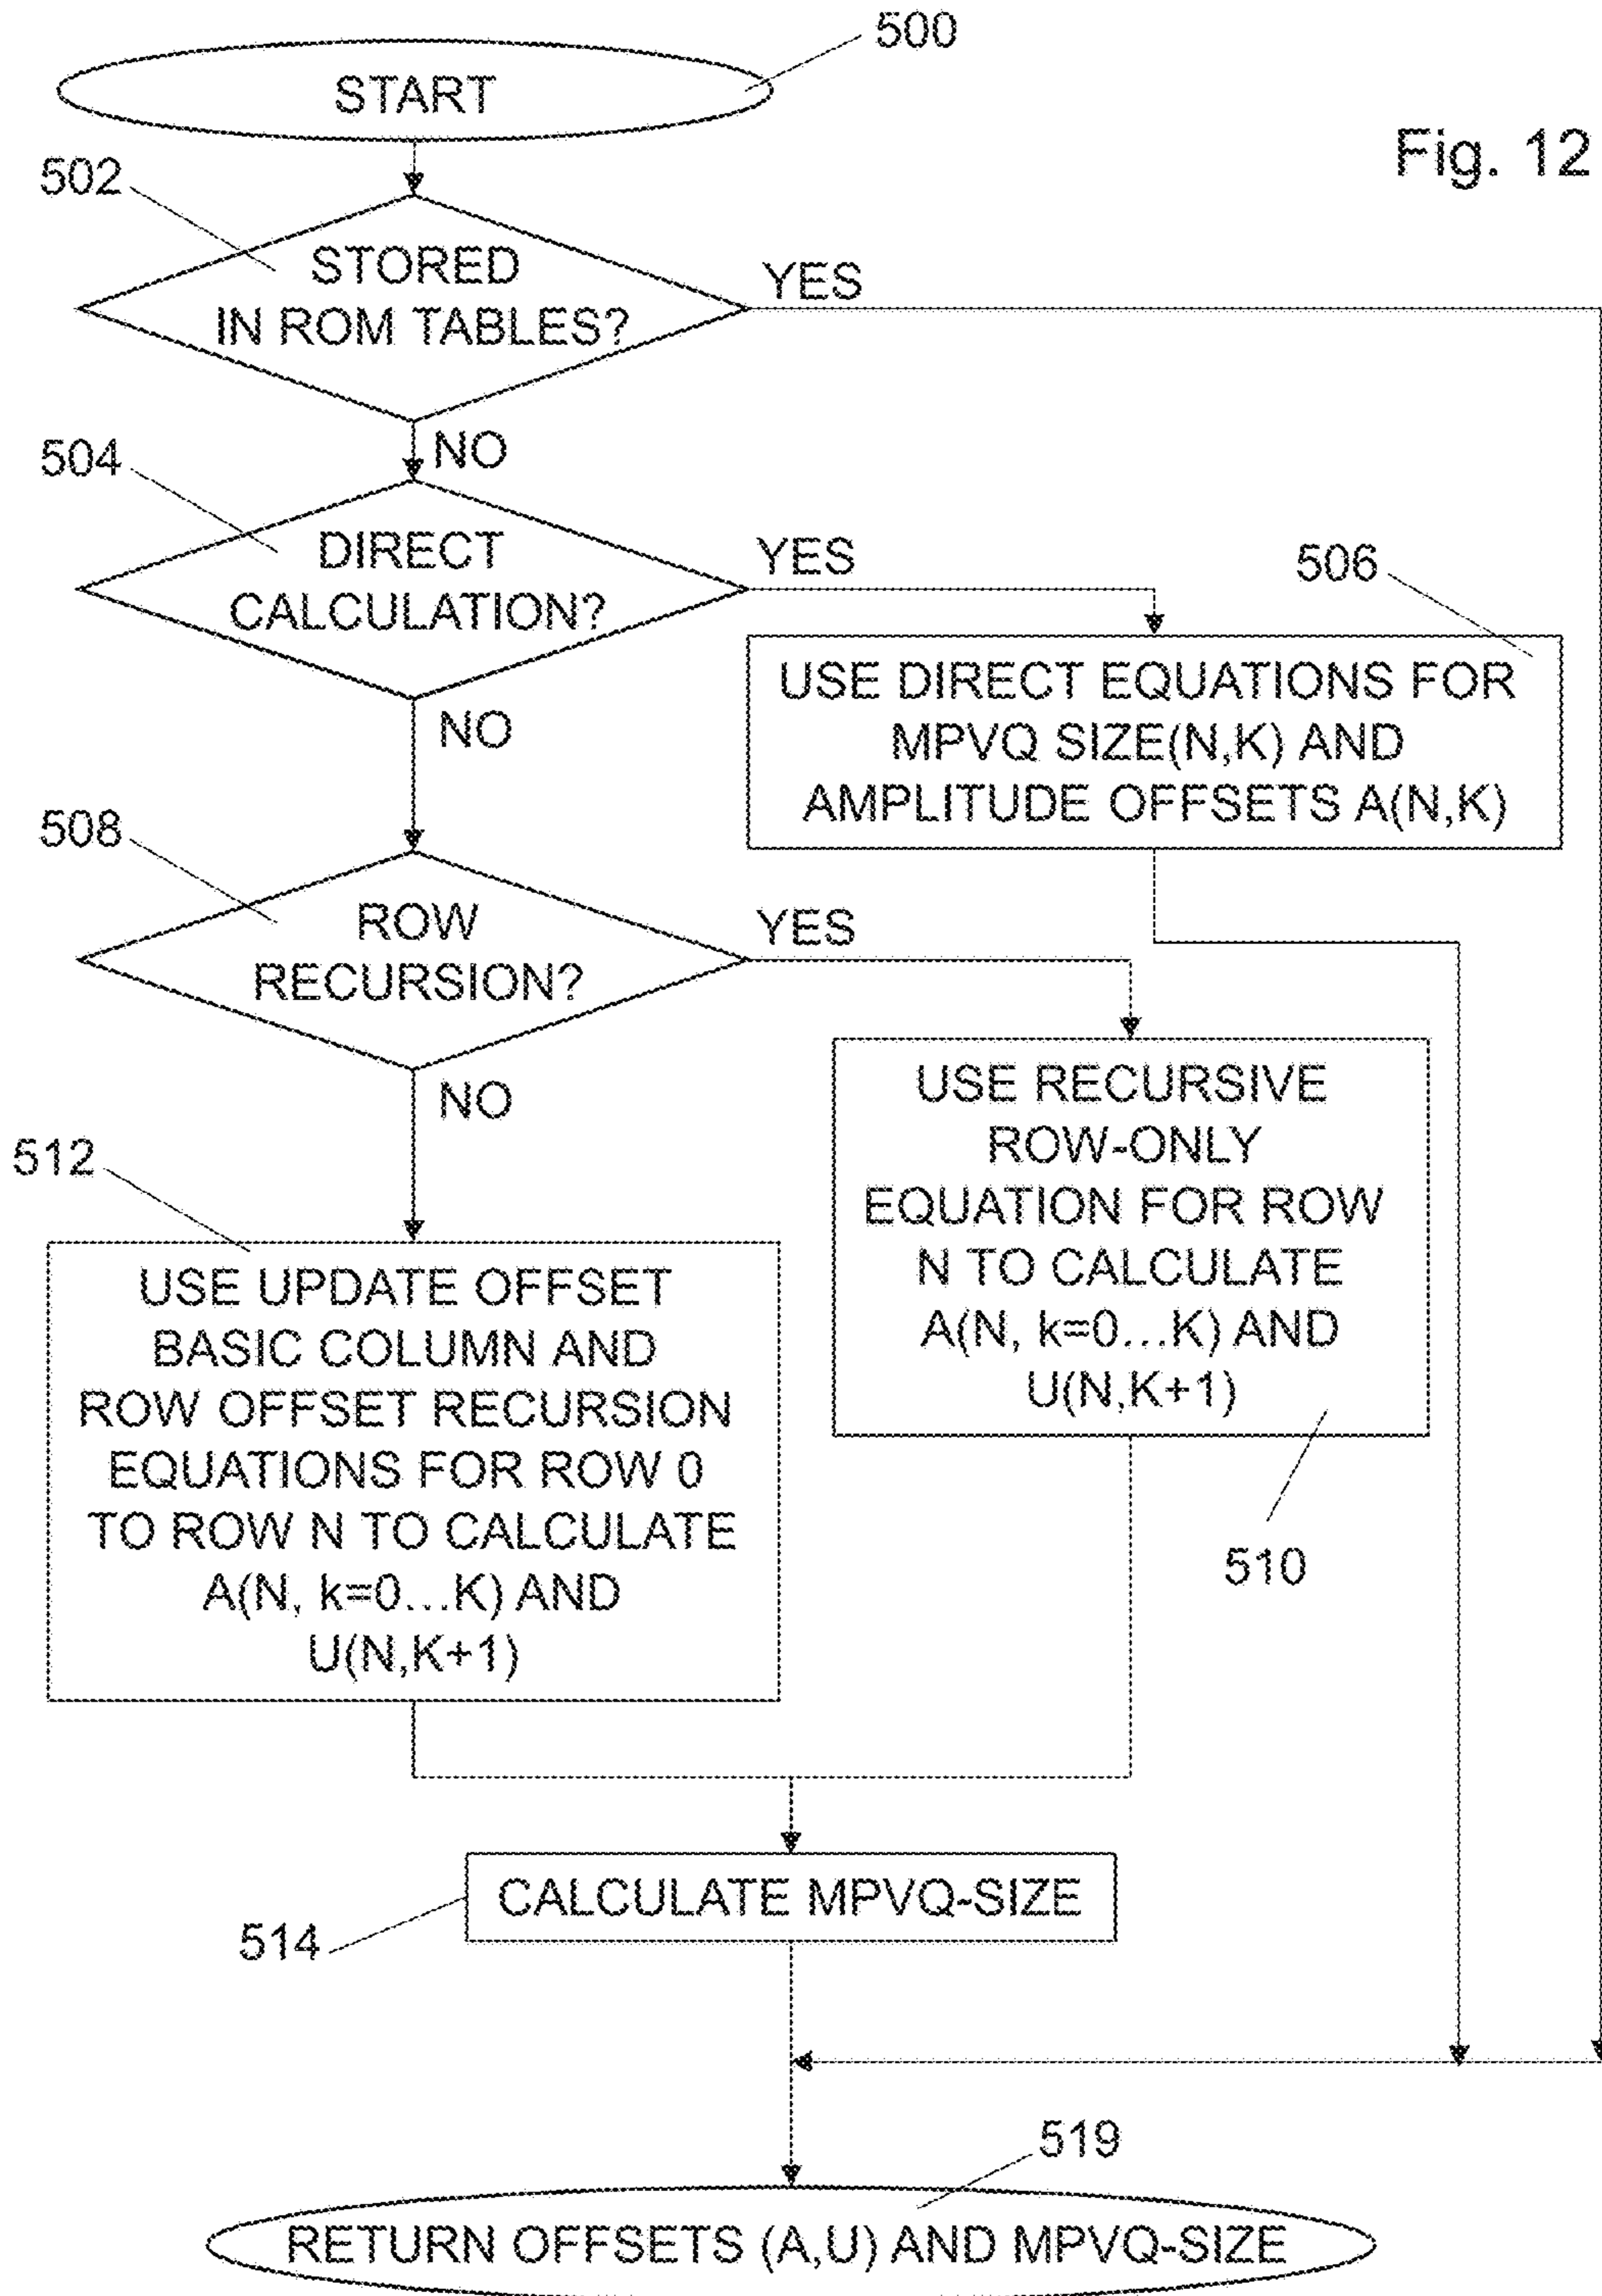 500
START
Fig. 12
502
STORED
IN ROM TABLES?
YES
NO
504
DIRECT
CALCULATION?
YES
506
USE DIRECT EQUATIONS FOR
MPVQ SIZE(N,K) AND
AMPLITUDE OFFSETS A(N,K)
NO
508
ROW
RECURSION?
YES
NO
USE RECURSIVE
ROW-ONLY
EQUATION FOR ROW
N TO CALCULATE
A(N, k=0...K) AND
U(N,K+1)
510
512
USE UPDATE OFFSET
BASIC COLUMN AND
ROW OFFSET RECURSION
EQUATIONS FOR ROW 0
TO ROW N TO CALCULATE
A(N, k=0...K) AND
U(N,K+1)
CALCULATE MPVQ-SIZE
514
519
RETURN OFFSETS (A,U) AND MPVQ-SIZE